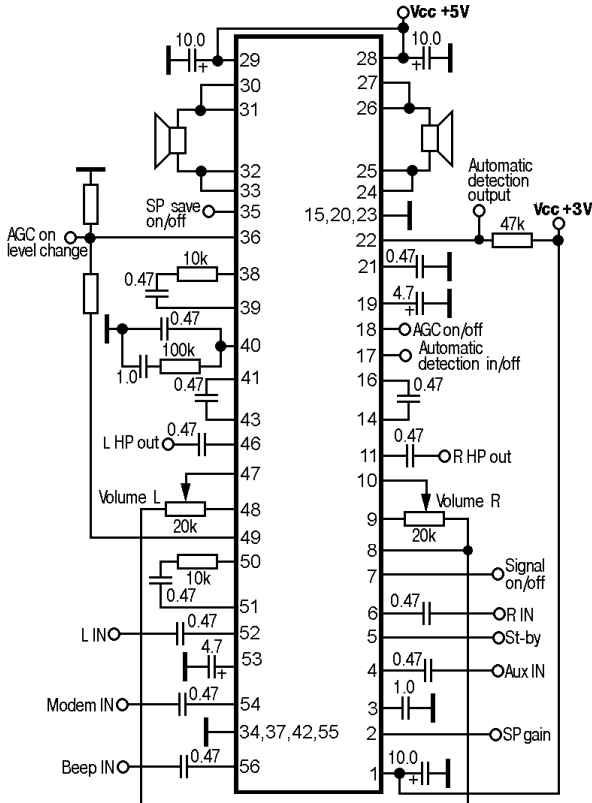 Vcc +5V
10.0
+
29
28
10.0
+
30
27
31
26
32
25
33
24
Automatic
detection
output
SP save
on/off
35
15,20,23
Vcc +3V
47k
AGC on
level change
36
22
10k
38
0.47
21
0.47
39
4.7
+
19
0.47
18
AGC on/off
40
100k
1.0
17
Automatic
detection in/off
41
16
0.47
0.47
43
14
0.47
L HP out
46
0.47
11
R HP out
47
10
Volume L
48
20k
Volume R
9
20k
49
8
50
10k
7
Signal
on/off
0.47
51
0.47
6
R IN
L IN
0.47
52
5
St-by
4.7
+
53
0.47
4
Aux IN
Modem IN
0.47
54
1.0
3
34,37,42,55
2
SP gain
Beep IN
0.47
56
10.0
+
1